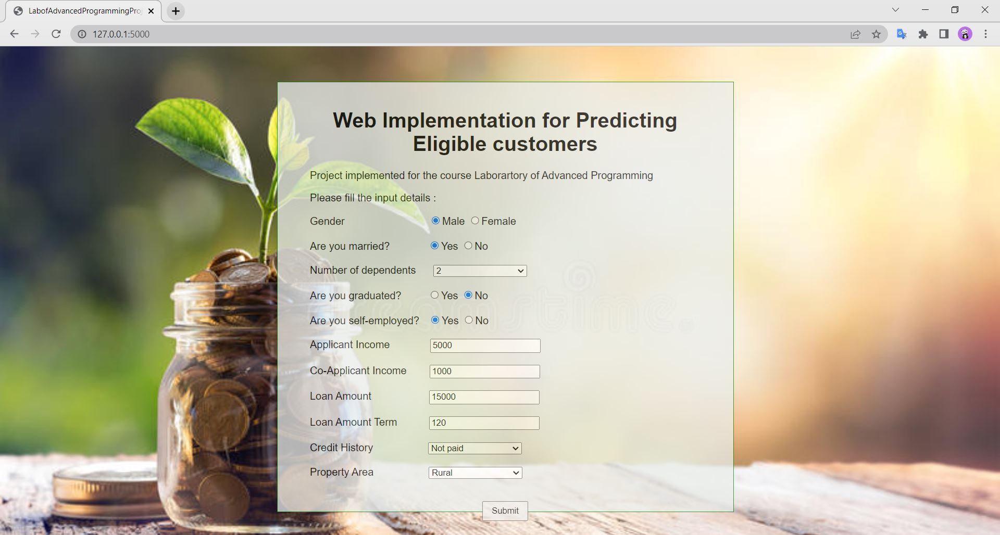 LabofAdvancedProgrammingProj
127.0.0.1:5000
Web Implementation for Predicting
Eligible customers
Project implemented for the course Laborartory of Advanced Programming
Please fill the input details :
Gender Male Female
Are you married? Yes No
Number of dependents 2
Are you graduated? Yes No
Are you self-employed? Yes No
Applicant Income 5000
Co-Applicant Income 1000
Loan Amount 15000
Loan Amount Term 120
Credit History Not paid
Property Area Rural
Submit